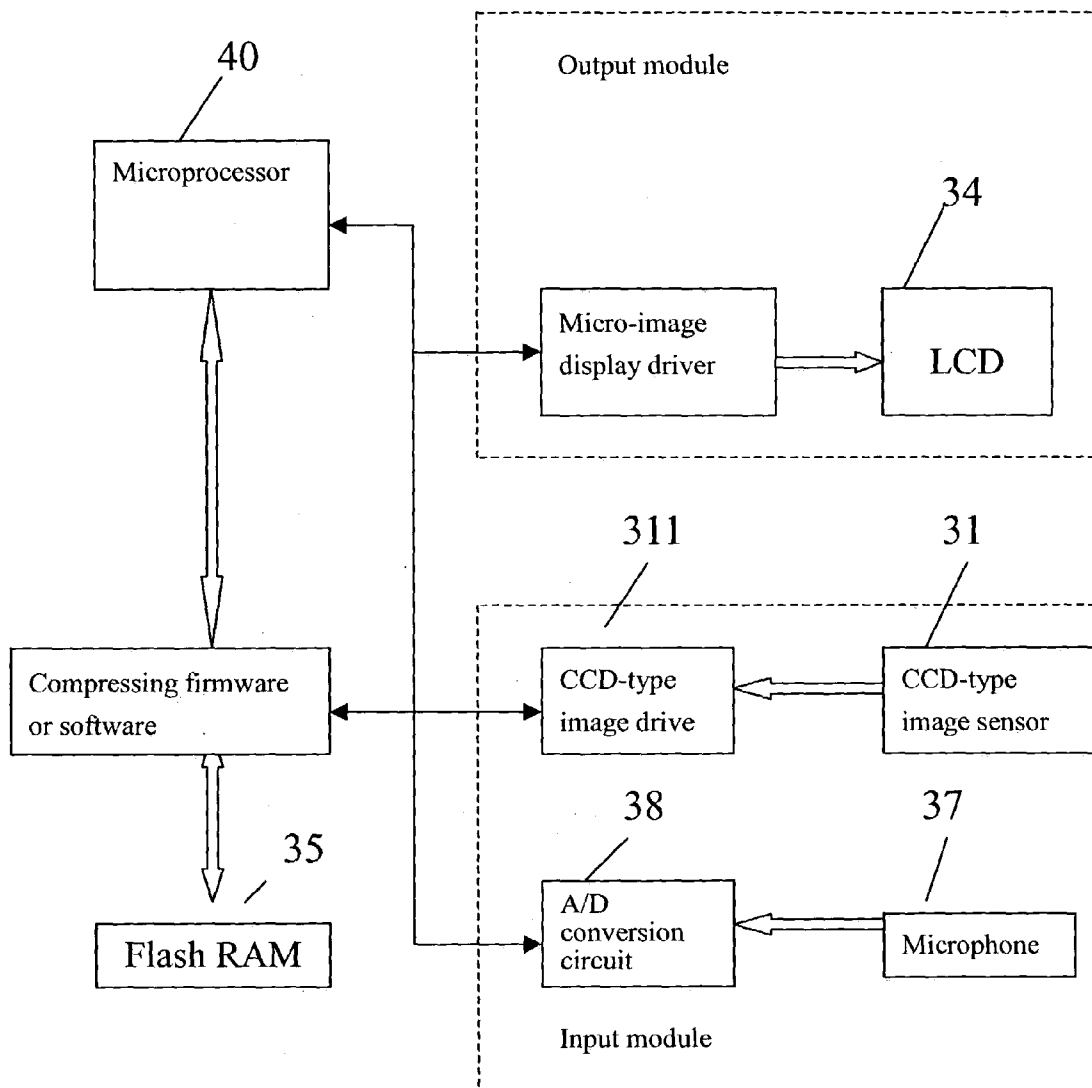 Output module
40
Microprocessor
34
Micro-image
display driver
LCD
311
31
Compressing firmware
or software
CCD-type
image drive
CCD-type
image sensor
38
37
35
A/D
conversion
circuit
Flash RAM
Microphone
Input module